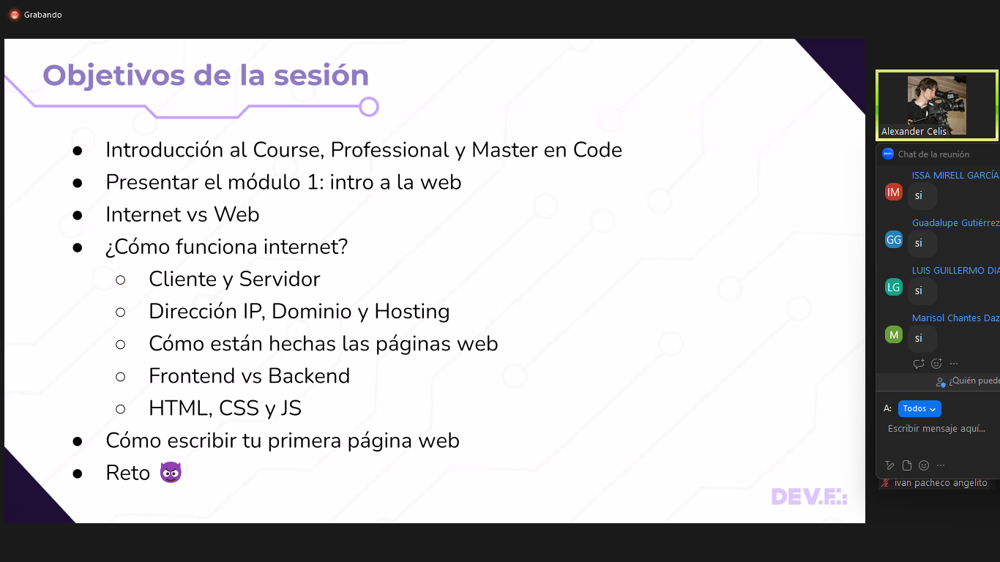 Grabando
Objetivos de la sesión
● Introducción al Course, Professional y Master en Code
● Presentar el módulo 1: intro a la web
● Internet vs Web
● ¿Cómo funciona internet?
○ Cliente y Servidor
○ Dirección IP, Dominio y Hosting
○ Cómo están hechas las páginas web
○ Frontend vs Backend
○ HTML, CSS y JS
● Cómo escribir tu primera página web
● Reto 😈
DEV.F
Alexander Celis
zoom Chat de la reunión
ISSA MIRELL GARCÍA
IM si
Guadalupe Gutiérrez
GG si
LUIS GUILLERMO DIA
LG si
Marisol Chantes Daz
M si
¿Quién puede
A: Todos
Escribir mensaje aquí...
ivan pacheco angelito